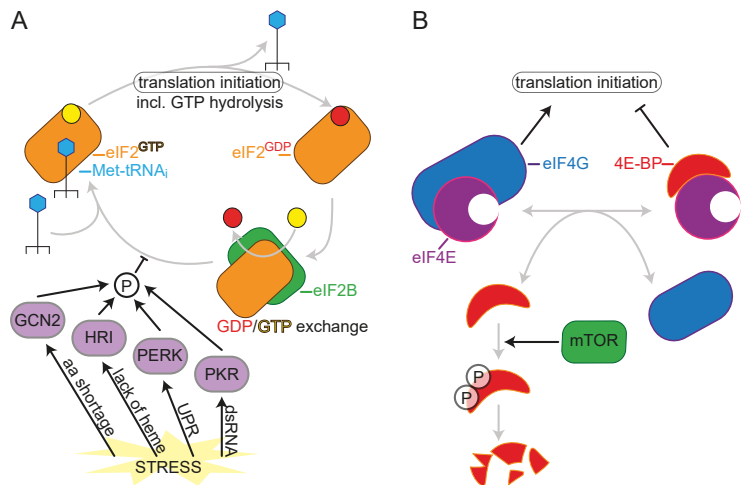 A
translation initiation
incl. GTP hydrolysis
eIF2GTP
Met-tRNAi
eIF2GDP
eIF2B
GDP/GTP exchange
P
GCN2
HRI
PERK
PKR
aa shortage
lack of heme
UPR
dsRNA
STRESS
B
translation initiation
eIF4G
4E-BP
eIF4E
mTOR
P
P